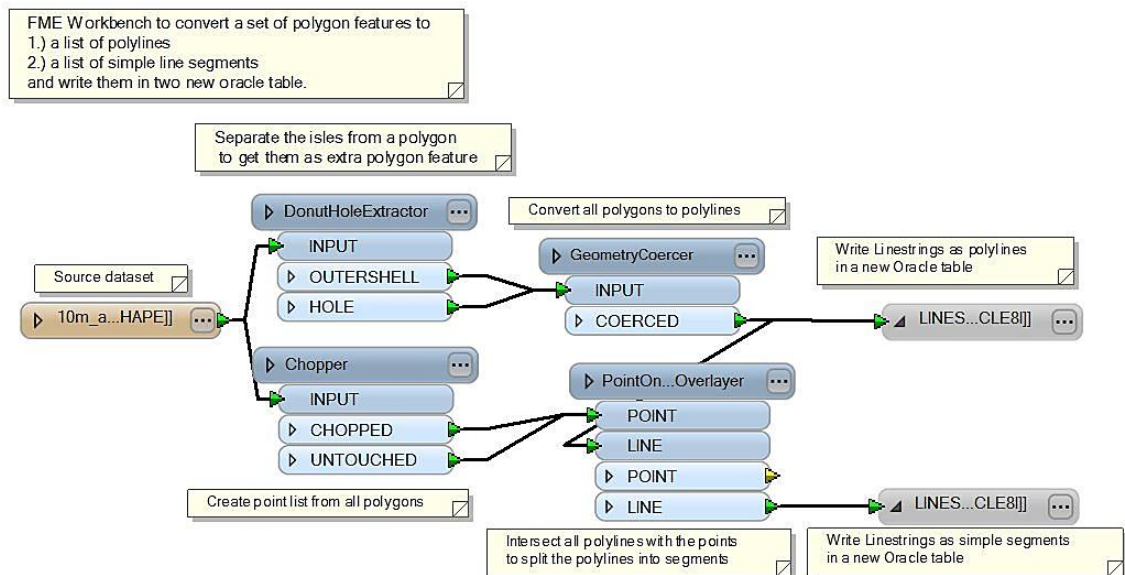 FME Workbench to convert a set of polygon features to
1.) a list of polylines
2.) a list of simple line segments
and write them in two new oracle table.
Separate the isles from a polygon
to get them as extra polygon feature
DonutHoleExtractor
INPUT
OUTERSHELL
HOLE
Convert all polygons to polylines
GeometryCoercer
INPUT
COERCED
Write Linestrings as polylines
in a new Oracle table
Source dataset
10m_a...HAPE]]
LINES...CLE8I]]
Chopper
INPUT
CHOPPED
UNTOUCHED
PointOn...Overlayer
POINT
LINE
POINT
LINE
LINES...CLE8I]]
Create point list from all polygons
Intersect all polylines with the points
to split the polylines into segments
Write Linestrings as simple segments
in a new Oracle table